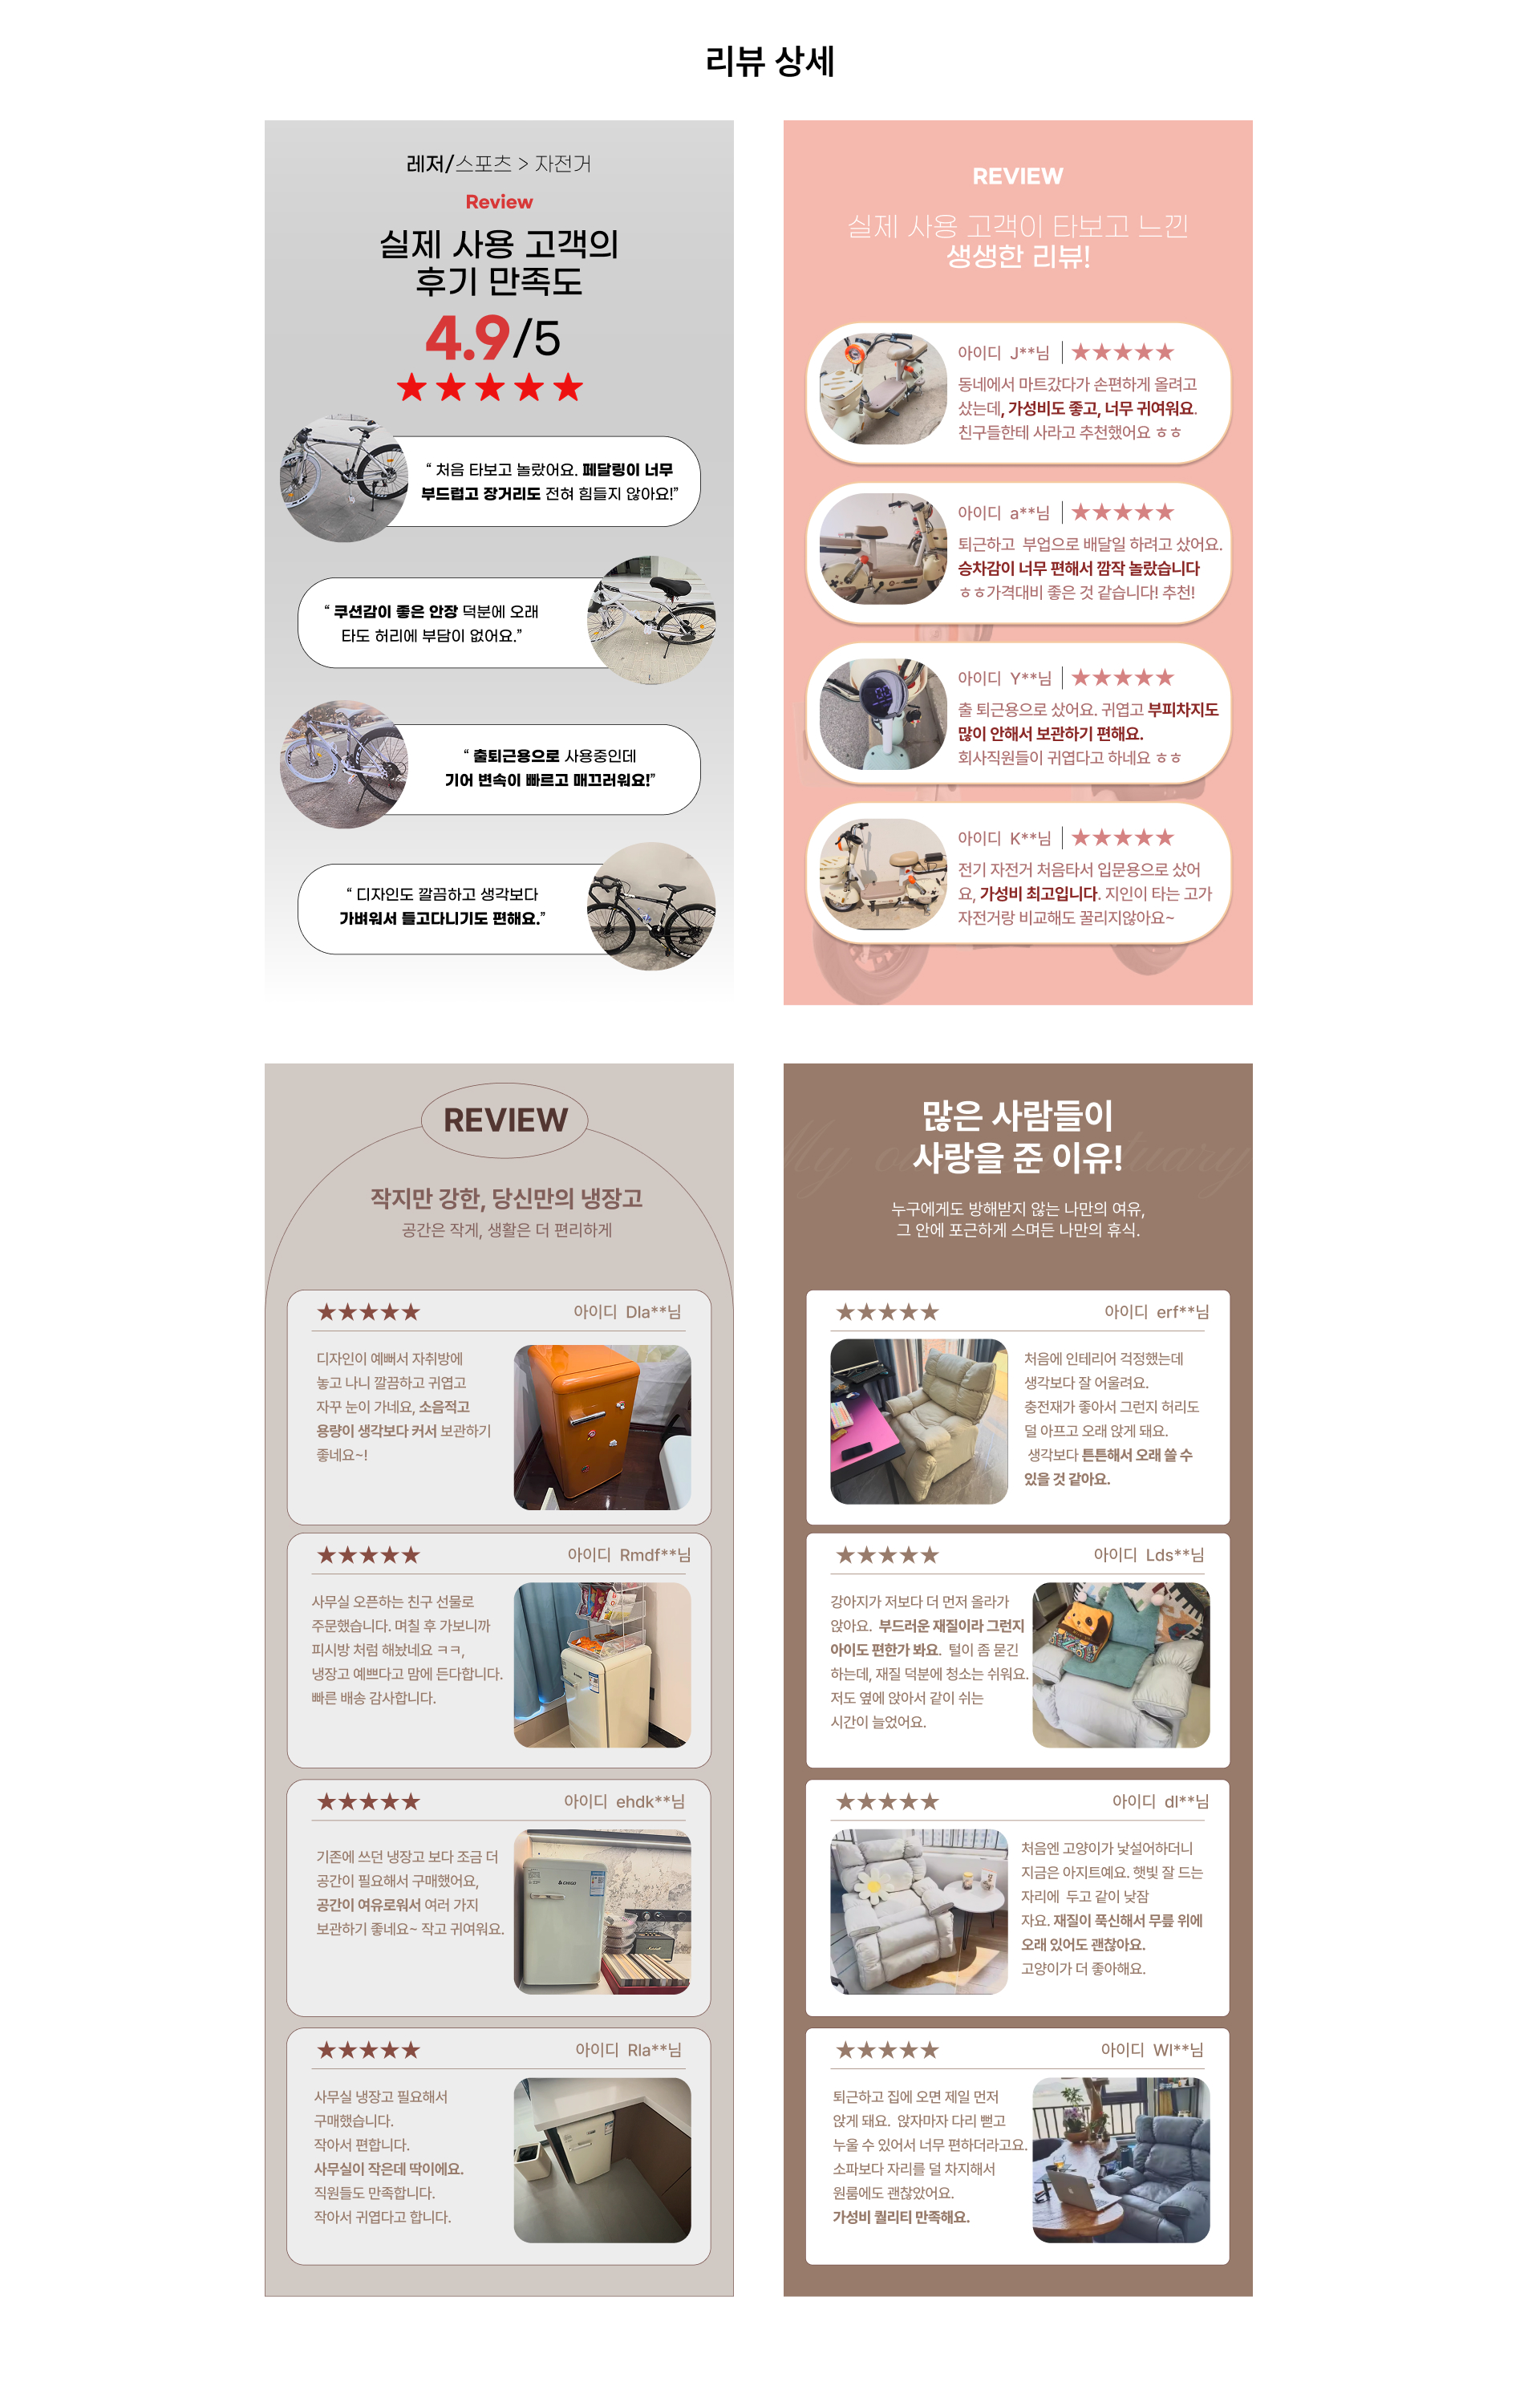 리뷰 상세
레저/스포츠 > 자전거
Review
실제 사용 고객의
후기 만족도
4.9/5
“ 처음 타보고 놀랐어요. 페달링이 너무
부드럽고 장거리도 전혀 힘들지 않아요!”
“ 쿠션감이 좋은 안장 덕분에 오래
타도 허리에 부담이 없어요.”
“ 출퇴근용으로 사용중인데
기어 변속이 빠르고 매끄러워요!”
“ 디자인도 깔끔하고 생각보다
가벼워서 들고다니기도 편해요.”
REVIEW
실제 사용 고객이 타보고 느낀
생생한 리뷰!
아이디 J**님 ★★★★★
동네에서 마트갔다가 손편하게 올려고
샀는데, 가성비도 좋고, 너무 귀여워요.
친구들한테 사라고 추천했어요 ㅎㅎ
아이디 a**님 ★★★★★
퇴근하고 부업으로 배달일 하려고 샀어요.
승차감이 너무 편해서 깜작 놀랐습니다
ㅎㅎ가격대비 좋은 것 같습니다! 추천!
아이디 Y**님 ★★★★★
출 퇴근용으로 샀어요. 귀엽고 부피차지도
많이 안해서 보관하기 편해요.
회사직원들이 귀엽다고 하네요 ㅎㅎ
아이디 K**님 ★★★★★
전기 자전거 처음타서 입문용으로 샀어
요, 가성비 최고입니다. 지인이 타는 고가
자전거랑 비교해도 꿀리지않아요~
REVIEW
작지만 강한, 당신만의 냉장고
공간은 작게, 생활은 더 편리하게
★★★★★ 아이디 Dla**님
디자인이 예뻐서 자취방에
놓고 나니 깔끔하고 귀엽고
자꾸 눈이 가네요, 소음적고
용량이 생각보다 커서 보관하기
좋네요~!
★★★★★ 아이디 Rmdf**님
사무실 오픈하는 친구 선물로
주문했습니다. 며칠 후 가보니까
피시방 처럼 해놨네요 ㅋㅋ,
냉장고 예쁘다고 맘에 든다합니다.
빠른 배송 감사합니다.
★★★★★ 아이디 ehdk**님
기존에 쓰던 냉장고 보다 조금 더
공간이 필요해서 구매했어요,
공간이 여유로워서 여러 가지
보관하기 좋네요~ 작고 귀여워요.
CHIGO
Marshall
★★★★★ 아이디 Rla**님
사무실 냉장고 필요해서
구매했습니다.
작아서 편합니다.
사무실이 작은데 딱이에요.
직원들도 만족합니다.
작아서 귀엽다고 합니다.
많은 사람들이
사랑을 준 이유!
누구에게도 방해받지 않는 나만의 여유,
그 안에 포근하게 스며든 나만의 휴식.
★★★★★ 아이디 erf**님
처음에 인테리어 걱정했는데
생각보다 잘 어울려요.
충전재가 좋아서 그런지 허리도
덜 아프고 오래 앉게 돼요.
생각보다 튼튼해서 오래 쓸 수
있을 것 같아요.
★★★★★ 아이디 Lds**님
강아지가 저보다 더 먼저 올라가
앉아요. 부드러운 재질이라 그런지
아이도 편한가 봐요. 털이 좀 묻긴
하는데, 재질 덕분에 청소는 쉬워요.
저도 옆에 앉아서 같이 쉬는
시간이 늘었어요.
★★★★★ 아이디 dl**님
처음엔 고양이가 낯설어하더니
지금은 아지트예요. 햇빛 잘 드는
자리에 두고 같이 낮잠
자요. 재질이 푹신해서 무릎 위에
오래 있어도 괜찮아요.
고양이가 더 좋아해요.
★★★★★ 아이디 Wl**님
퇴근하고 집에 오면 제일 먼저
앉게 돼요. 앉자마자 다리 뻗고
누울 수 있어서 너무 편하더라고요.
소파보다 자리를 덜 차지해서
원룸에도 괜찮았어요.
가성비 퀄리티 만족해요.